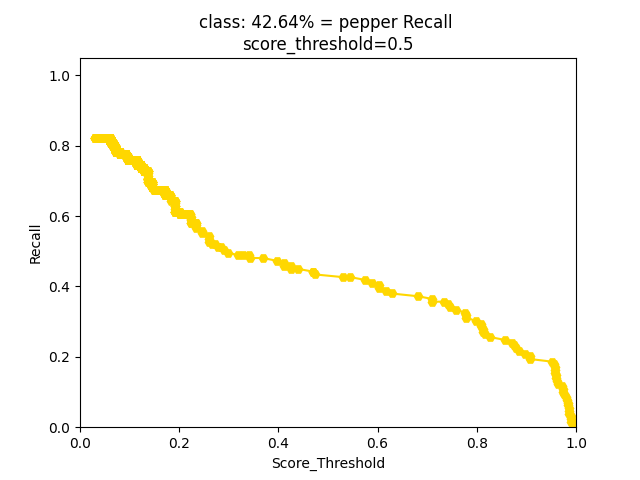 class: 42.64% = pepper Recall
score_threshold=0.5
1.0
0.8
0.6
0.4
0.2
0.0
Recall
0.0 0.2 0.4 0.6 0.8 1.0
Score_Threshold